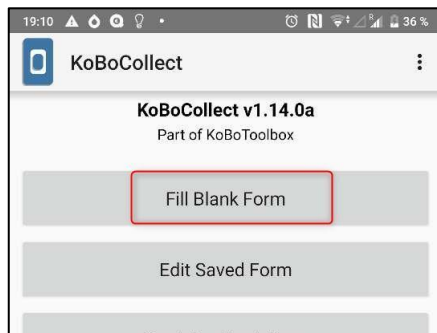 19:10 36 %
KoBoCollect
KoBoCollect v1.14.0a
Part of KoBoToolbox
Fill Blank Form
Edit Saved Form